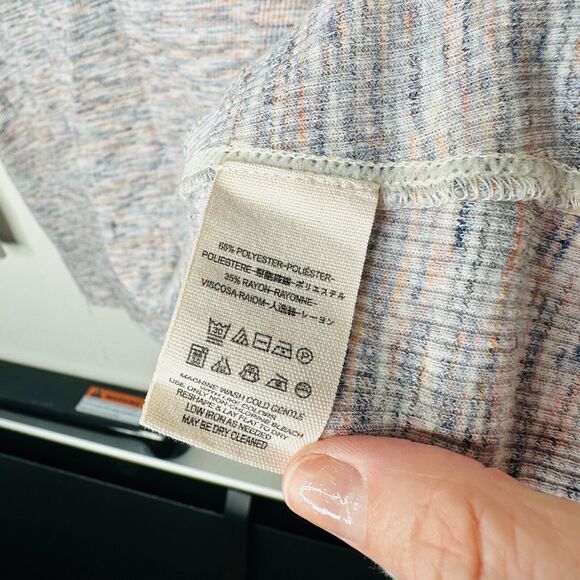 65% POLYESTER-POLIÉSTER-
POLIESTERE-聚酯纖維-ポリエステル
35% RAYON-RAYONNE-
VISCOSA-RAIOM-人造絲-レーヨン
30
MACHINE WASH COLD GENTLE
USE ONLY NON-CHLORINE BLEACH
RESHAPE & LAY FLAT TO DRY
LOW IRON AS NEEDED
MAY BE DRY CLEANED